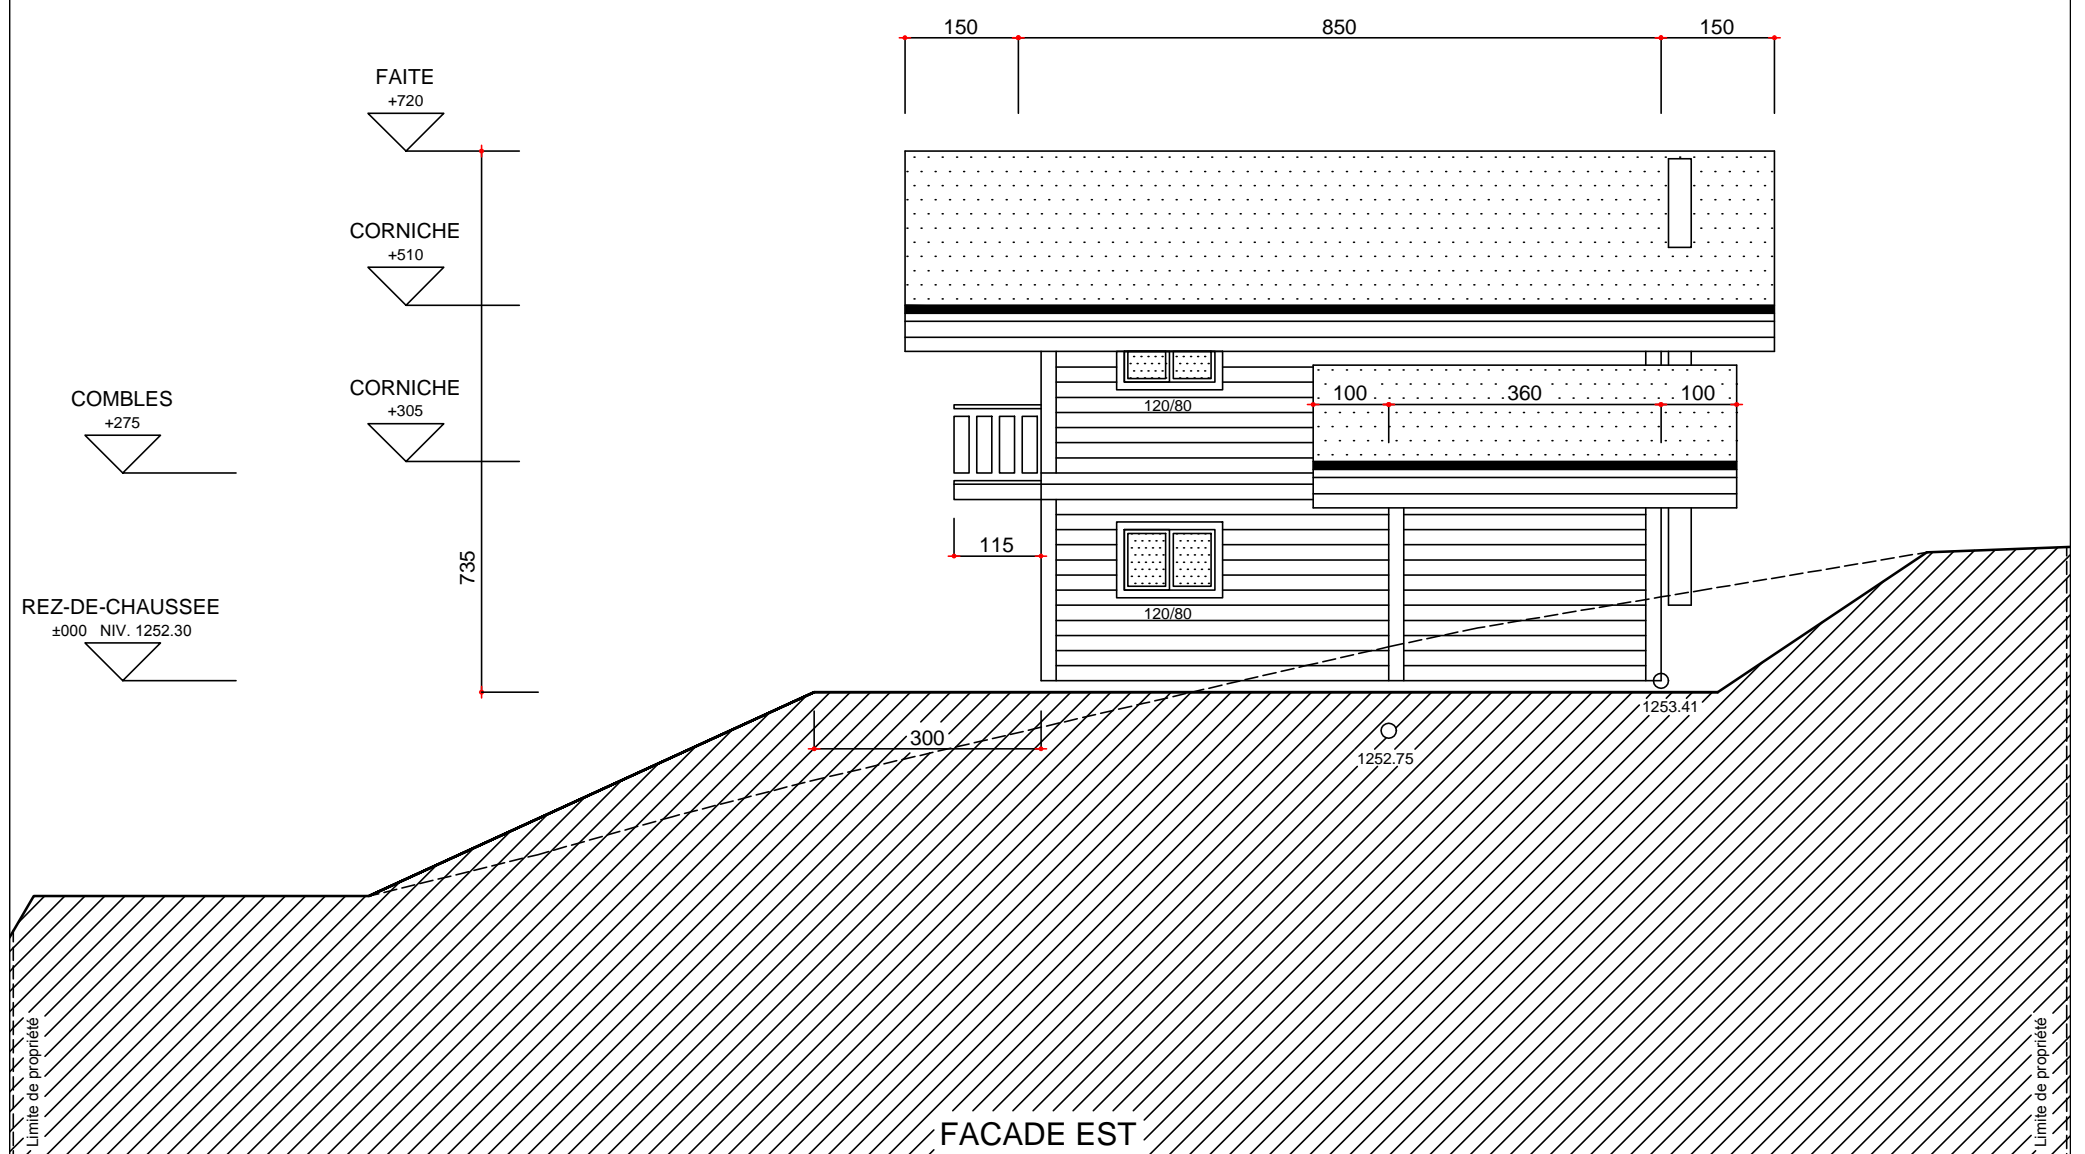 150
850
150
FAITE
+720
CORNICHE
+510
CORNICHE
+305
COMBLES
+275
100
360
100
120/80
115
735
REZ-DE-CHAUSSEE
±000 NIV. 1252.30
120/80
1253.41
300
1252.75
Limite de propriété
Limite de propriété
FACADE EST